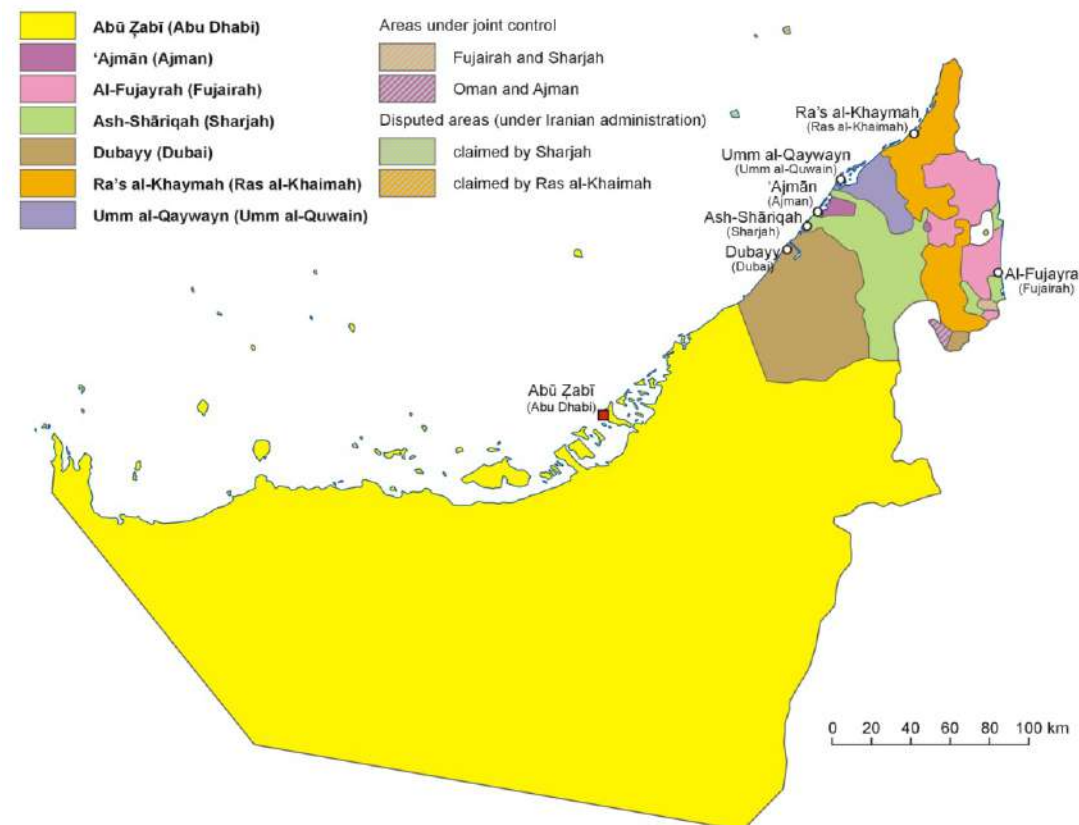 Abū Ẓabī (Abu Dhabi)
‘Ajmān (Ajman)
Al-Fujayrah (Fujairah)
Ash-Shāriqah (Sharjah)
Dubayy (Dubai)
Ra's al-Khaymah (Ras al-Khaimah)
Umm al-Qaywayn (Umm al-Quwain)
Areas under joint control
Fujairah and Sharjah
Oman and Ajman
Disputed areas (under Iranian administration)
claimed by Sharjah
claimed by Ras al-Khaimah
Ra's al-Khaymah
(Ras al-Khaimah)
Umm al-Qaywayn
(Umm al-Quwain)
‘Ajmān
(Ajman)
Ash-Shāriqah
(Sharjah)
Dubayy
(Dubai)
Al-Fujayra
(Fujairah)
Abū Ẓabī
(Abu Dhabi)
0 20 40 60 80 100 km